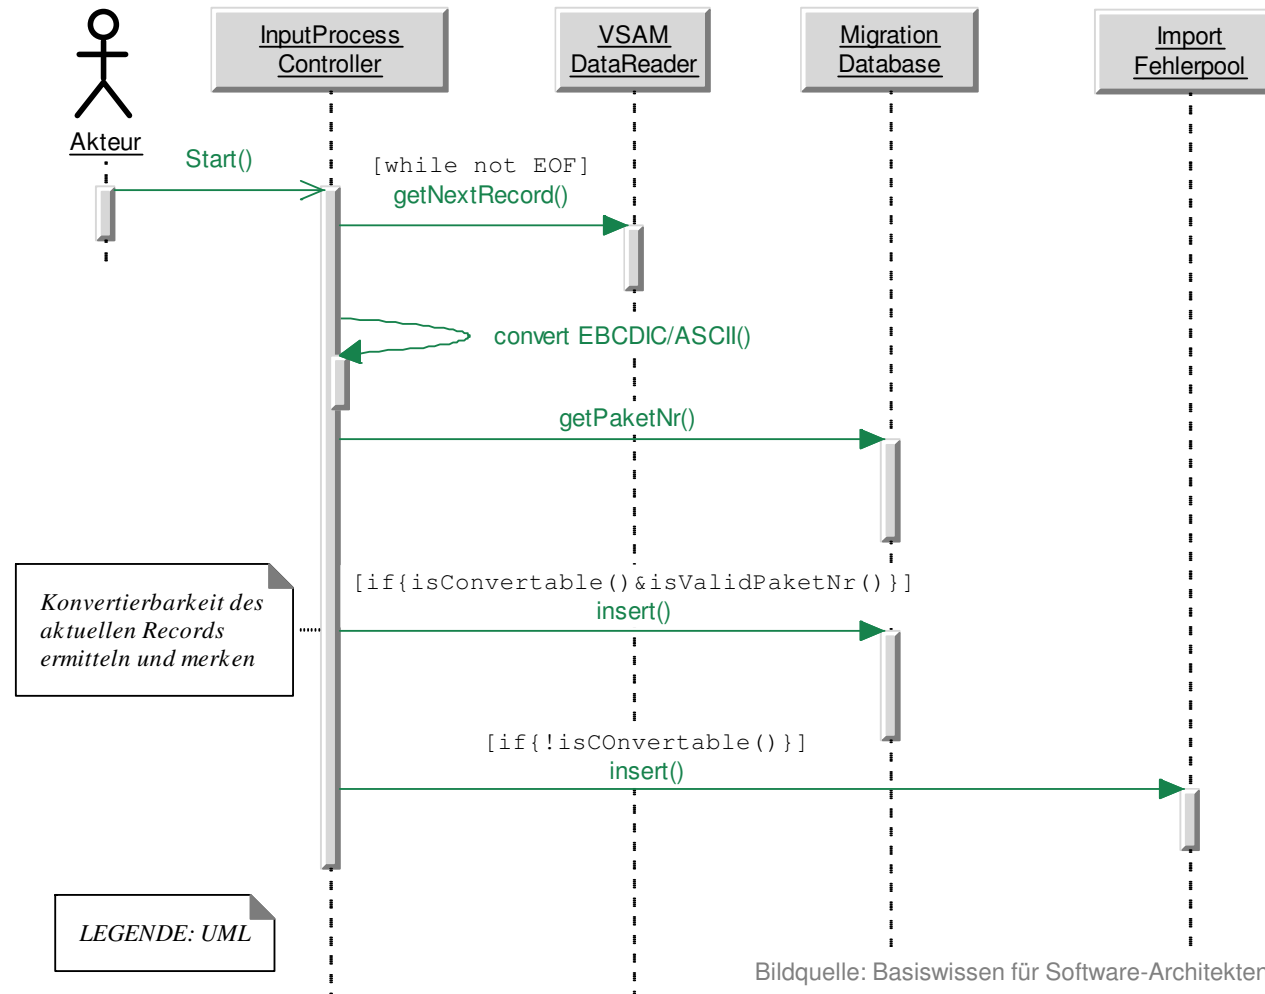 InputProcess
Controller
VSAM
DataReader
Migration
Database
Import
Fehlerpool
Akteur
Start()
[while not EOF]
getNextRecord()
convert EBCDIC/ASCII()
getPaketNr()
[if{isConvertable()&isValidPaketNr()}]
insert()
Konvertierbarkeit des
aktuellen Records
ermitteln und merken
[if{!isCOnvertable()}]
insert()
LEGENDE: UML
Bildquelle: Basiswissen für Software-Architekten